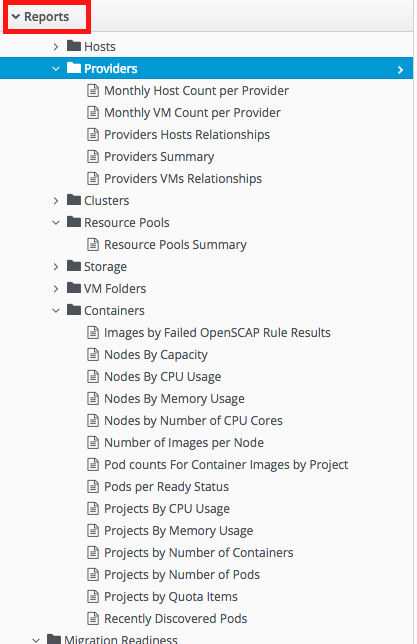 Reports
Hosts
Providers
Monthly Host Count per Provider
Monthly VM Count per Provider
Providers Hosts Relationships
Providers Summary
Providers VMs Relationships
Clusters
Resource Pools
Resource Pools Summary
Storage
VM Folders
Containers
Images by Failed OpenSCAP Rule Results
Nodes By Capacity
Nodes By CPU Usage
Nodes By Memory Usage
Nodes by Number of CPU Cores
Number of Images per Node
Pod counts For Container Images by Project
Pods per Ready Status
Projects By CPU Usage
Projects By Memory Usage
Projects by Number of Containers
Projects by Number of Pods
Projects by Quota Items
Recently Discovered Pods
Migration Readiness